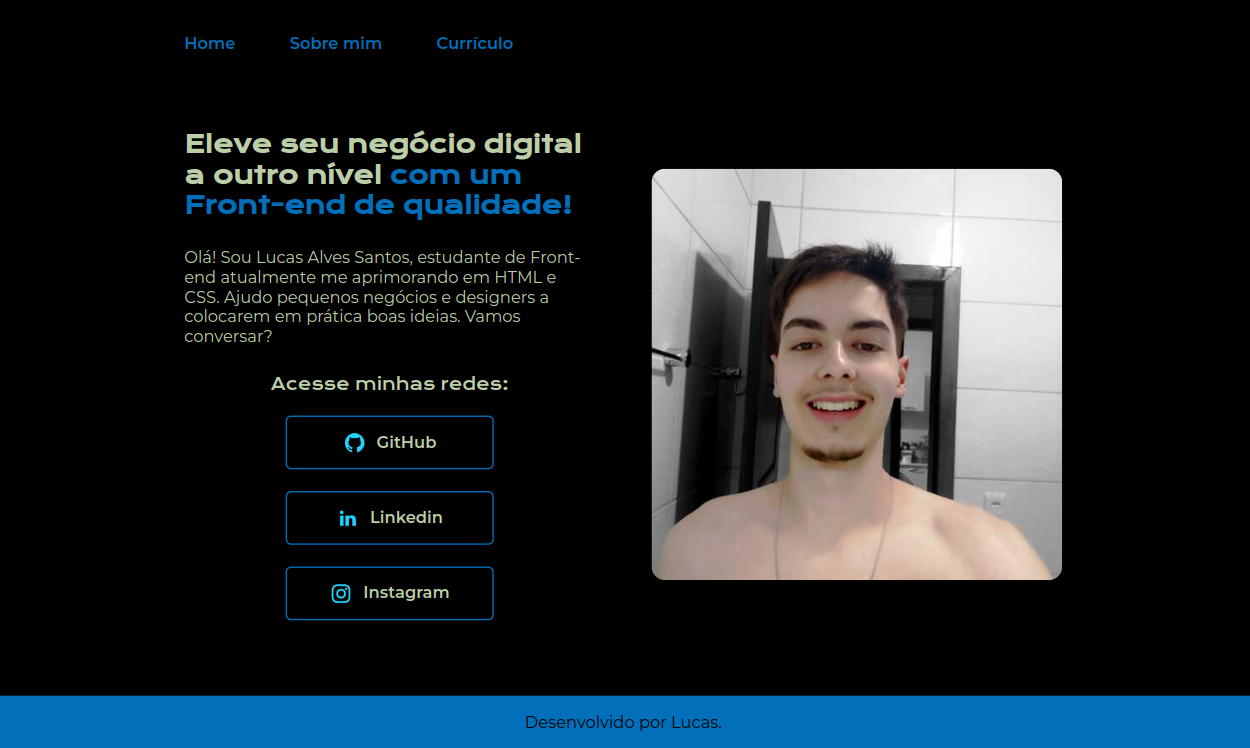 Home Sobre mim Currículo
Eleve seu negócio digital
a outro nível com um
Front-end de qualidade!
Olá! Sou Lucas Alves Santos, estudante de Front-
end atualmente me aprimorando em HTML e
CSS. Ajudo pequenos negócios e designers a
colocarem em prática boas ideias. Vamos
conversar?
Acesse minhas redes:
GitHub
Linkedin
Instagram
Desenvolvido por Lucas.